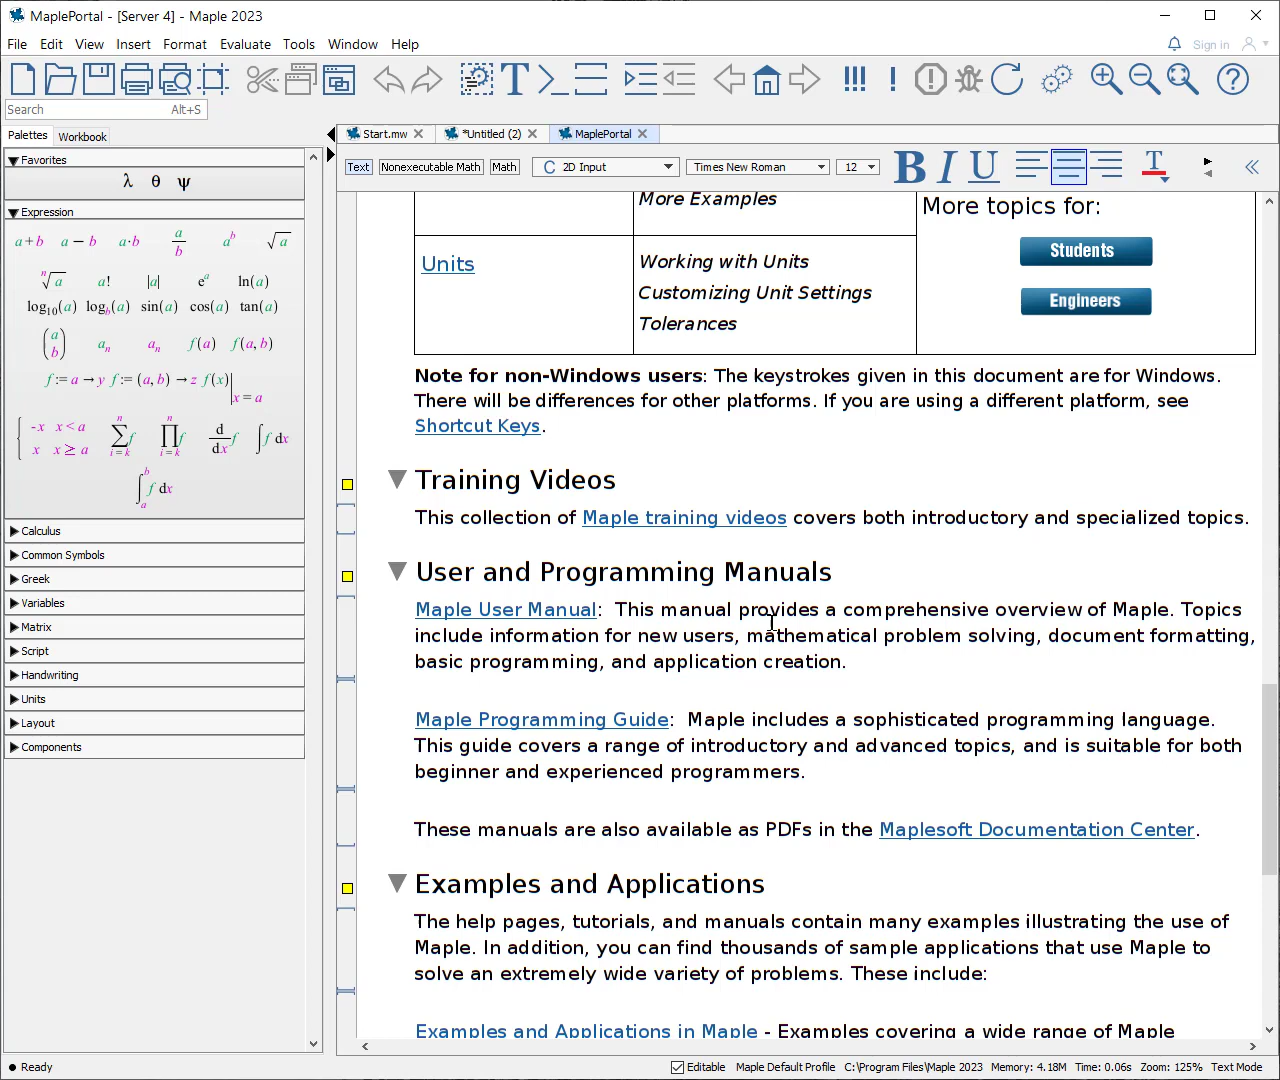 MaplePortal - [Server 4] - Maple 2023
File Edit View Insert Format Evaluate Tools Window Help
Sign in
Search Alt+S
Palettes Workbook
Start.mw *Untitled (2) MaplePortal
Text Nonexecutable Math Math C 2D Input Times New Roman 12 B I U T
Favorites
λ θ ψ
Expression
a+b a−b a·b a/b a^b √a
ⁿ√a a! |a| e^a ln(a)
log₁₀(a) log_b(a) sin(a) cos(a) tan(a)
(a b) a_n a_n f(a) f(a, b)
f := a → y f := (a, b) → z f(x)|x = a
{ -x x < a
x x ≥ a
∑ f i = k n ∏ f i = k n d/dx f ∫ f dx
∫ f dx a b
Calculus
Common Symbols
Greek
Variables
Matrix
Script
Handwriting
Units
Layout
Components
More Examples
More topics for:
Students
Engineers
Units
Working with Units
Customizing Unit Settings
Tolerances
Note for non-Windows users: The keystrokes given in this document are for Windows.
There will be differences for other platforms. If you are using a different platform, see
Shortcut Keys.
Training Videos
This collection of Maple training videos covers both introductory and specialized topics.
User and Programming Manuals
Maple User Manual: This manual provides a comprehensive overview of Maple. Topics
include information for new users, mathematical problem solving, document formatting,
basic programming, and application creation.
Maple Programming Guide: Maple includes a sophisticated programming language.
This guide covers a range of introductory and advanced topics, and is suitable for both
beginner and experienced programmers.
These manuals are also available as PDFs in the Maplesoft Documentation Center.
Examples and Applications
The help pages, tutorials, and manuals contain many examples illustrating the use of
Maple. In addition, you can find thousands of sample applications that use Maple to
solve an extremely wide variety of problems. These include:
Examples and Applications in Maple - Examples covering a wide range of Maple
Ready Editable Maple Default Profile C:\Program Files\Maple 2023 Memory: 4.18M Time: 0.06s Zoom: 125% Text Mode